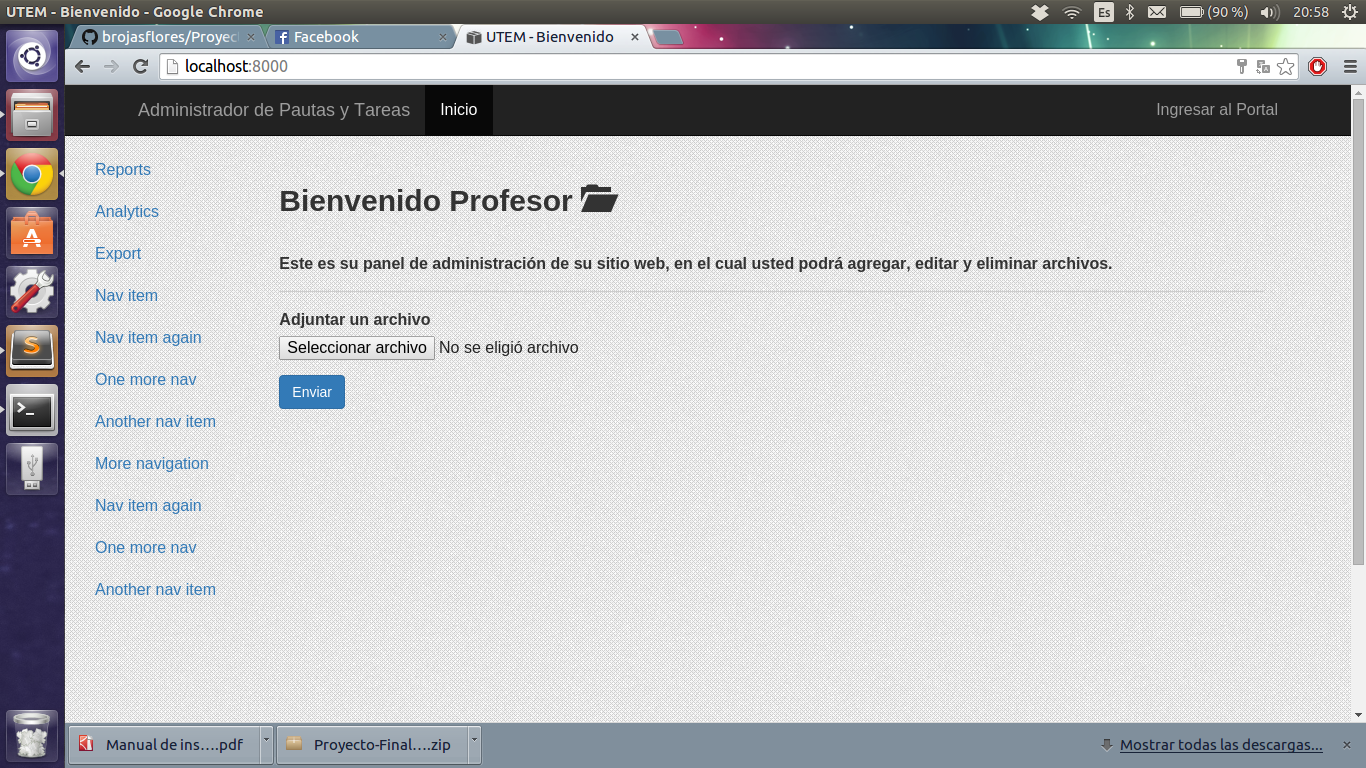 UTEM - Bienvenido - Google Chrome
Es
(90 %)
20:58
brojasflores/Proyec
Facebook
UTEM - Bienvenido
localhost:8000
Administrador de Pautas y Tareas
Inicio
Ingresar al Portal
Reports
Analytics
Export
Nav item
Nav item again
One more nav
Another nav item
More navigation
Nav item again
One more nav
Another nav item
Bienvenido Profesor
Este es su panel de administración de su sitio web, en el cual usted podrá agregar, editar y eliminar archivos.
Adjuntar un archivo
Seleccionar archivo No se eligió archivo
Enviar
Manual de ins....pdf
Proyecto-Final....zip
Mostrar todas las descargas...